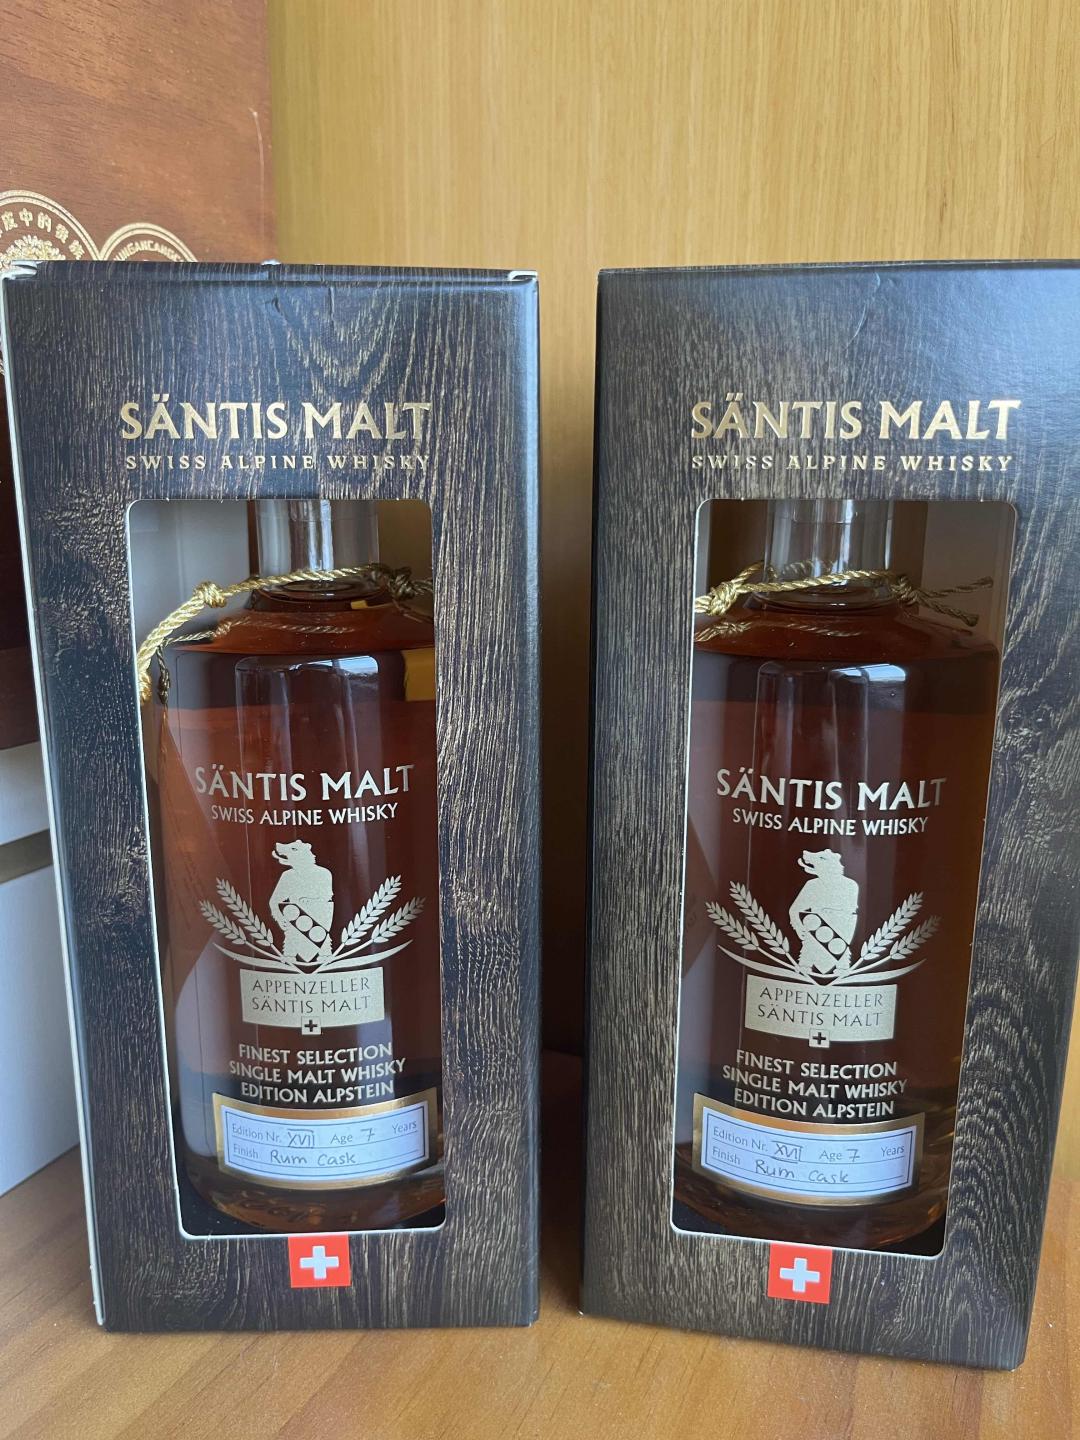 中的
SÄNTIS MALT
SWISS ALPINE WHISKY
SÄNTIS MALT
SWISS ALPINE WHISKY
APPENZELLER
SÄNTIS MALT
FINEST SELECTION
SINGLE MALT WHISKY
EDITION ALPSTEIN
Edition Nr. XVII Age 7 Years
Finish Rum Cask
SÄNTIS MALT
SWISS ALPINE WHISKY
SÄNTIS MALT
SWISS ALPINE WHISKY
APPENZELLER
SÄNTIS MALT
FINEST SELECTION
SINGLE MALT WHISKY
EDITION ALPSTEIN
Edition Nr. XVII Age 7 Years
Finish Rum Cask